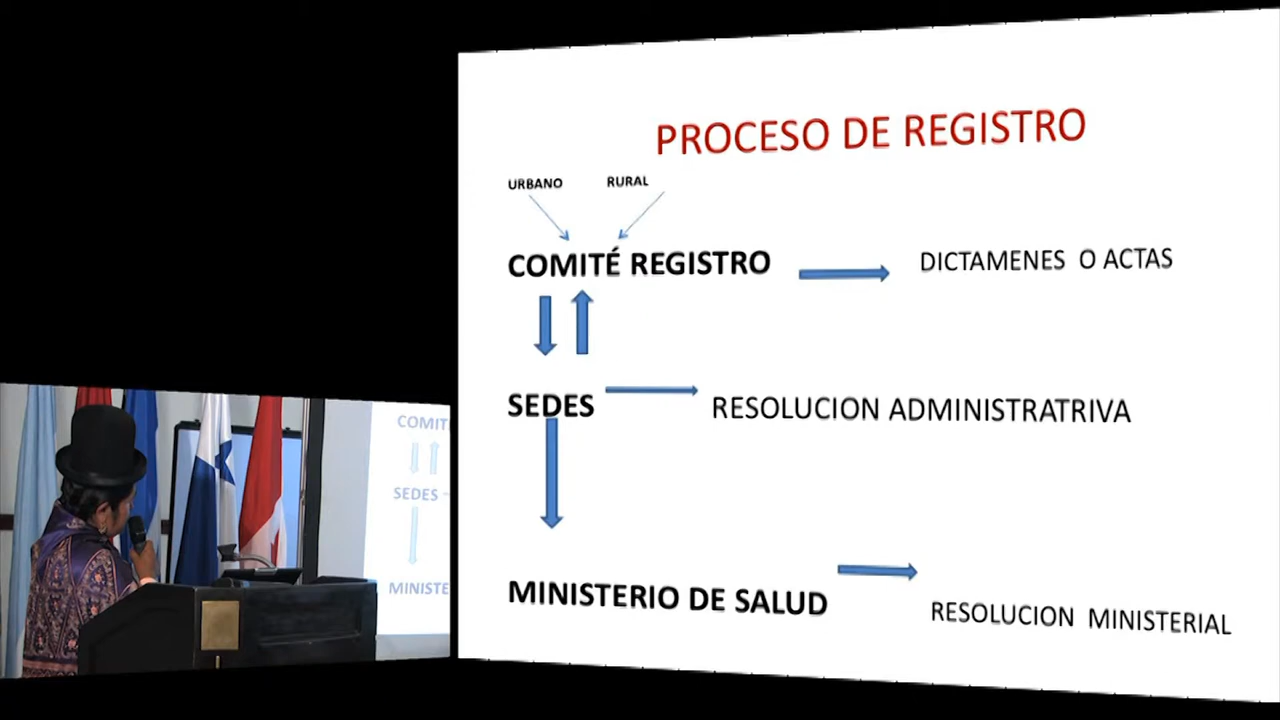 PROCESO DE REGISTRO
URBANO RURAL
COMITÉ REGISTRO
DICTAMENES O ACTAS
SEDES
RESOLUCION ADMINISTRATRIVA
MINISTERIO DE SALUD
RESOLUCION MINISTERIAL
COMIT
SEDES
MINISTE